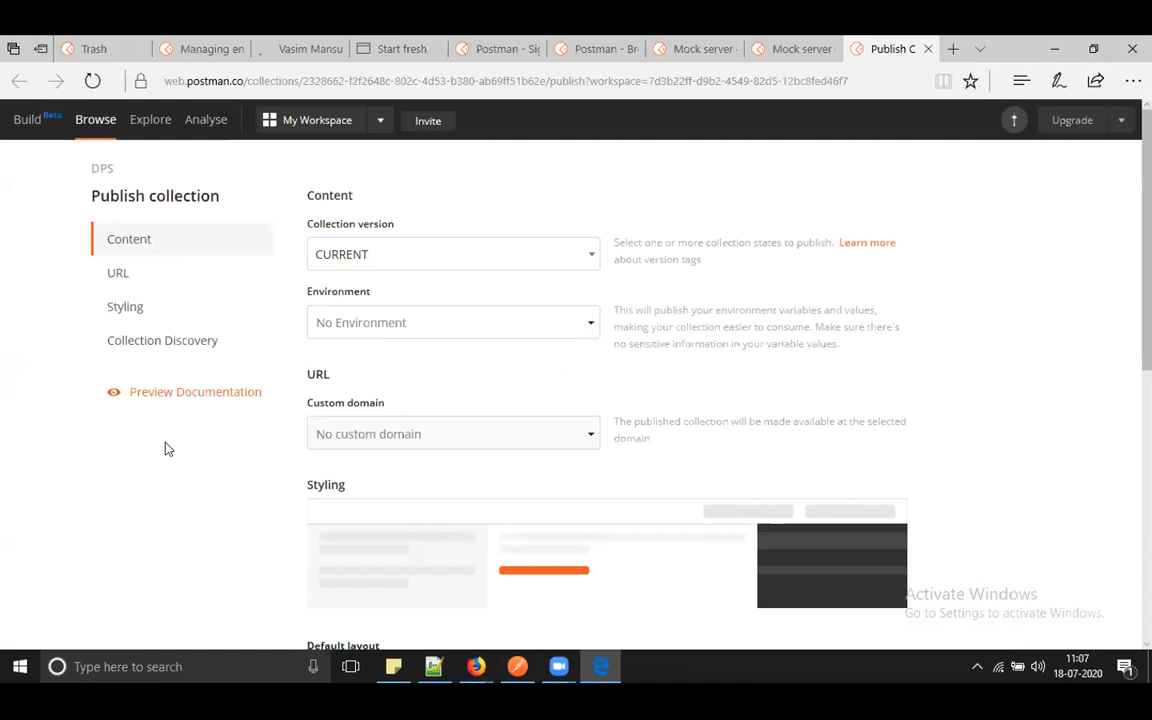 Trash
Managing en
Vasim Mansu
Start fresh
Postman - Sig
Postman - Br
Mock server
Mock server
Publish C
web.postman.co/collections/2328662-f2f2648c-802c-4d53-b380-ab69ff51b62e/publish?workspace=7d3b22ff-d9b2-4549-82d5-12bc8fed46f7
Build Beta Browse Explore Analyse My Workspace Invite Upgrade
DPS
Publish collection
Content
URL
Styling
Collection Discovery
Preview Documentation
Content
Collection version
CURRENT
Select one or more collection states to publish. Learn more
about version tags
Environment
No Environment
This will publish your environment variables and values,
making your collection easier to consume. Make sure there's
no sensitive information in your variable values.
URL
Custom domain
No custom domain
The published collection will be made available at the selected
domain
Styling
Default layout
Activate Windows
Go to Settings to activate Windows.
Type here to search
11:07
18-07-2020
1